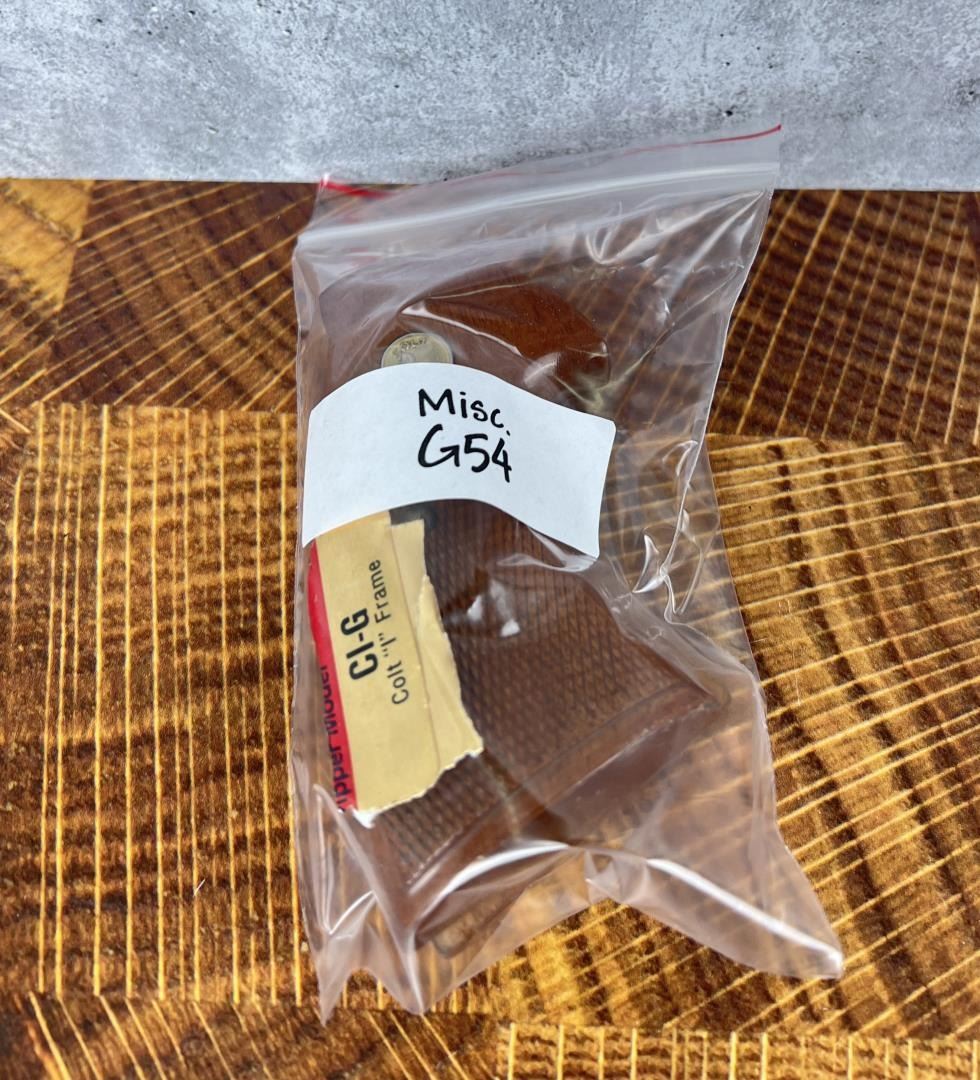 Misc.
G54
CI-G
Colt "I" Frame